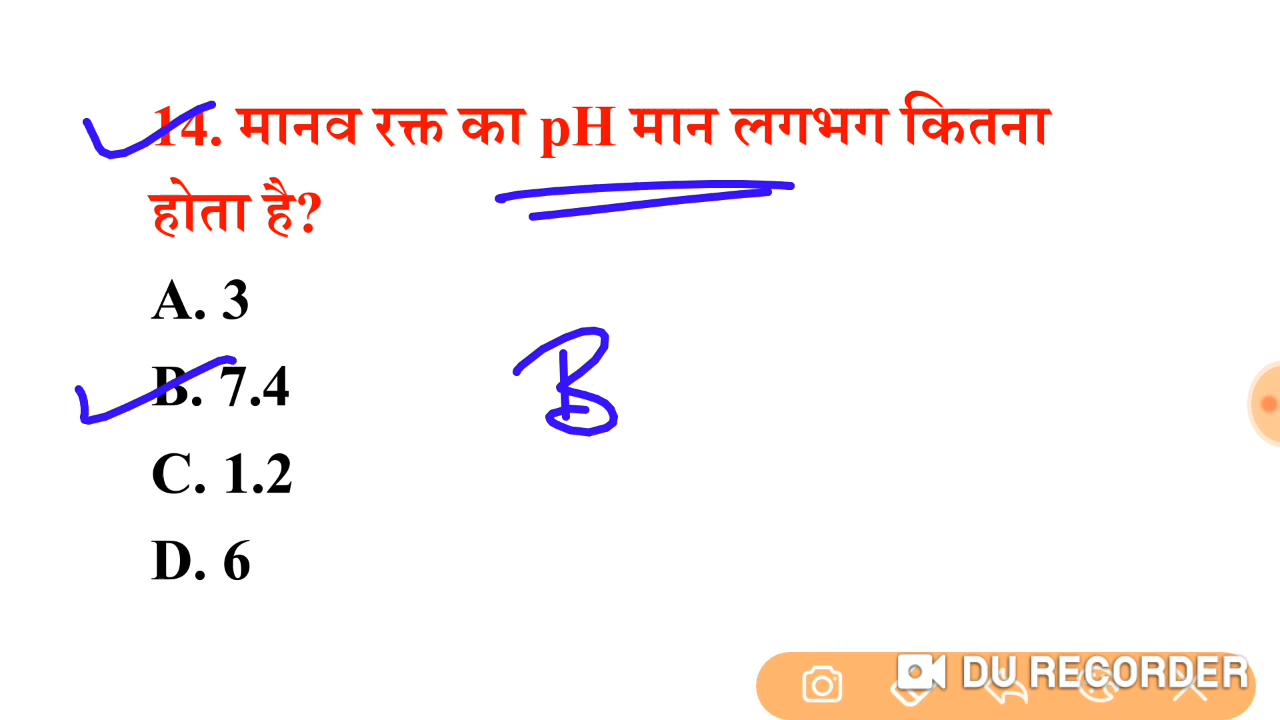 14. मानव रक्त का pH मान लगभग कितना
होता है?
A. 3
B. 7.4
B
C. 1.2
D. 6
DU RECORDER